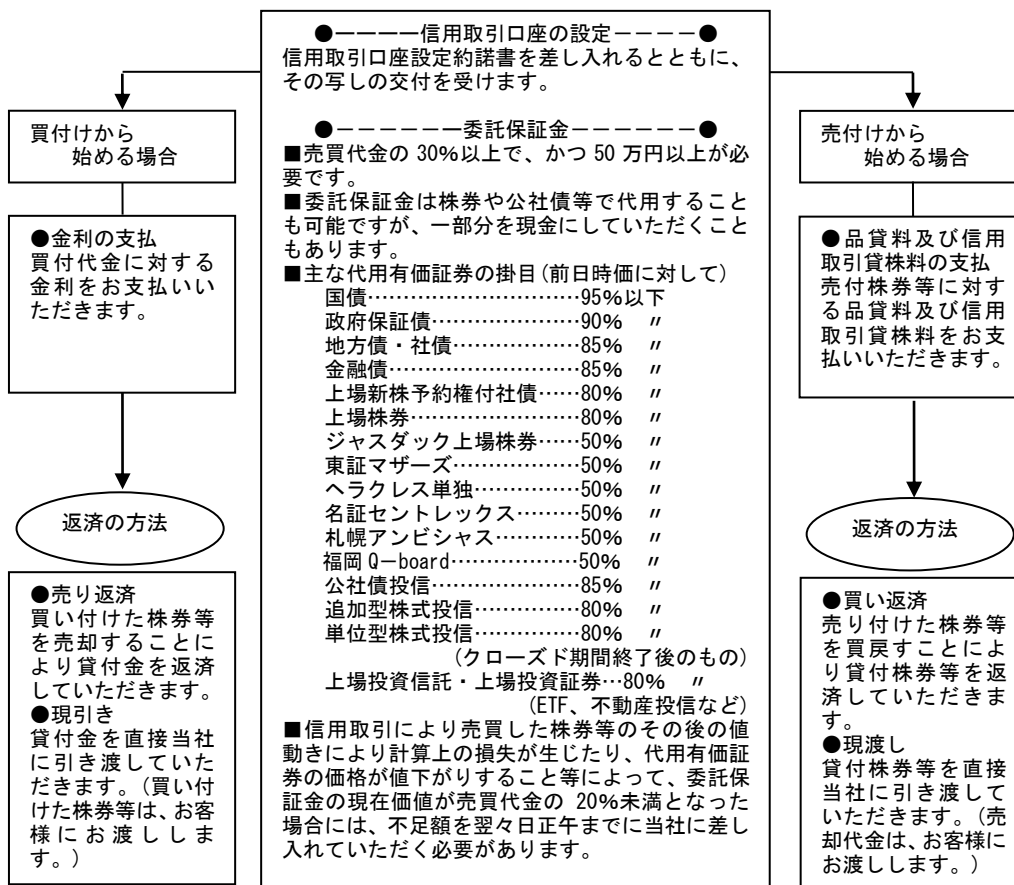 ●－－－－信用取引口座の設定－－－－●
信用取引口座設定約諾書を差し入れるとともに、
その写しの交付を受けます。
●－－－－－－委託保証金－－－－－－●
■売買代金の 30％以上で、かつ 50 万円以上が必
要です。
■委託保証金は株券や公社債等で代用すること
も可能ですが、一部分を現金にしていただくこと
もあります。
■主な代用有価証券の掛目(前日時価に対して)
国債…………………………95％以下
政府保証債…………………90％ 〃
地方債・社債………………85％ 〃
金融債………………………85％ 〃
上場新株予約権付社債……80％ 〃
上場株券……………………80％ 〃
ジャスダック上場株券……50％ 〃
東証マザーズ………………50％ 〃
ヘラクレス単独……………50％ 〃
名証セントレックス………50％ 〃
札幌アンビシャス…………50％ 〃
福岡 Q－board………………50％ 〃
公社債投信…………………85％ 〃
追加型株式投信……………80％ 〃
単位型株式投信……………80％ 〃
(クローズド期間終了後のもの)
上場投資信託・上場投資証券…80％ 〃
(ETF、不動産投信など)
■信用取引により売買した株券等のその後の値
動きにより計算上の損失が生じたり、代用有価証
券の価格が値下がりすること等によって、委託保
証金の現在価値が売買代金の 20％未満となった
場合には、不足額を翌々日正午までに当社に差し
入れていただく必要があります。
買付けから
始める場合
●金利の支払
買付代金に対する
金利をお支払いい
ただきます。
返済の方法
●売り返済
買い付けた株券等
を売却することに
より貸付金を返済
していただきます。
●現引き
貸付金を直接当社
に引き渡していた
だきます。(買い付
けた株券等は、お客
様にお渡ししま
す。)
売付けから
始める場合
●品貸料及び信用
取引貸株料の支払
売付株券等に対す
る品貸料及び信用
取引貸株料をお支
払いいただきます。
返済の方法
●買い返済
売り付けた株券等
を買戻すことによ
り貸付株券等を返
済していただきま
す。
●現渡し
貸付株券等を直接
当社に引き渡して
いただきます。(売
却代金は、お客様に
お渡しします。)